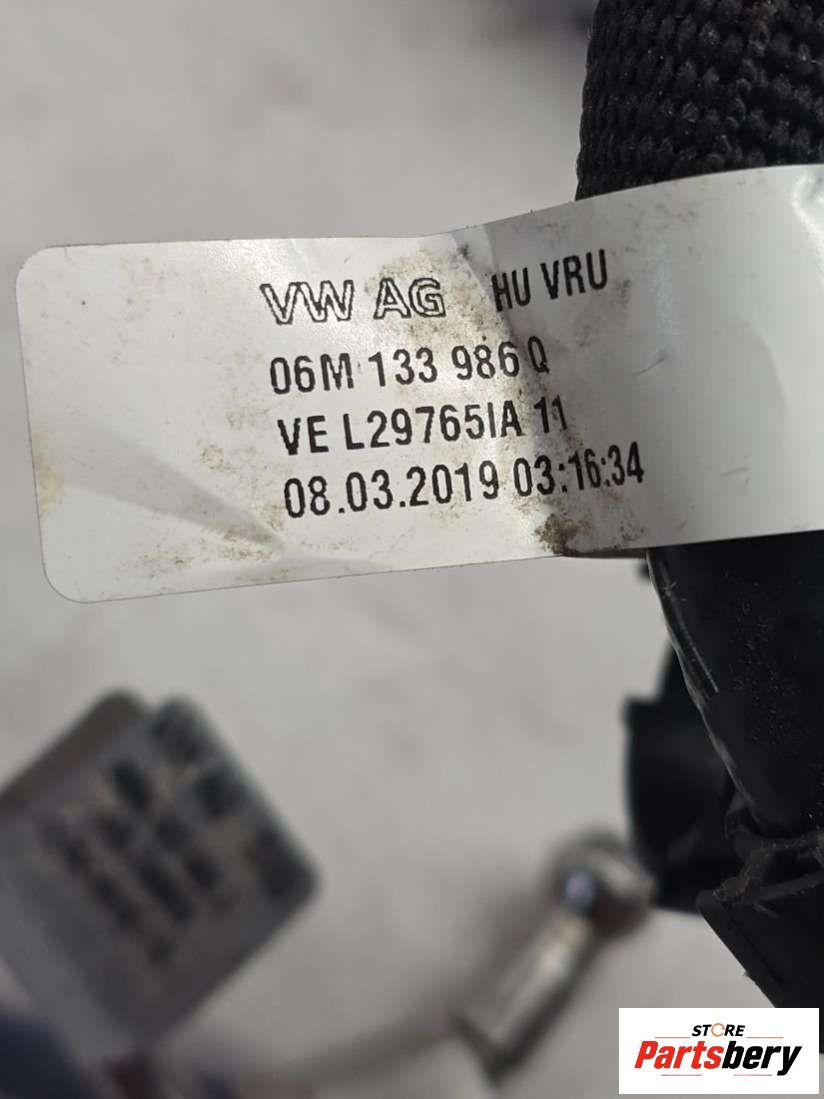 VW AG HU VRU
06M 133 986 Q
VE L29765IA 11
08.03.2019 03:16:34
STORE
Partsbery